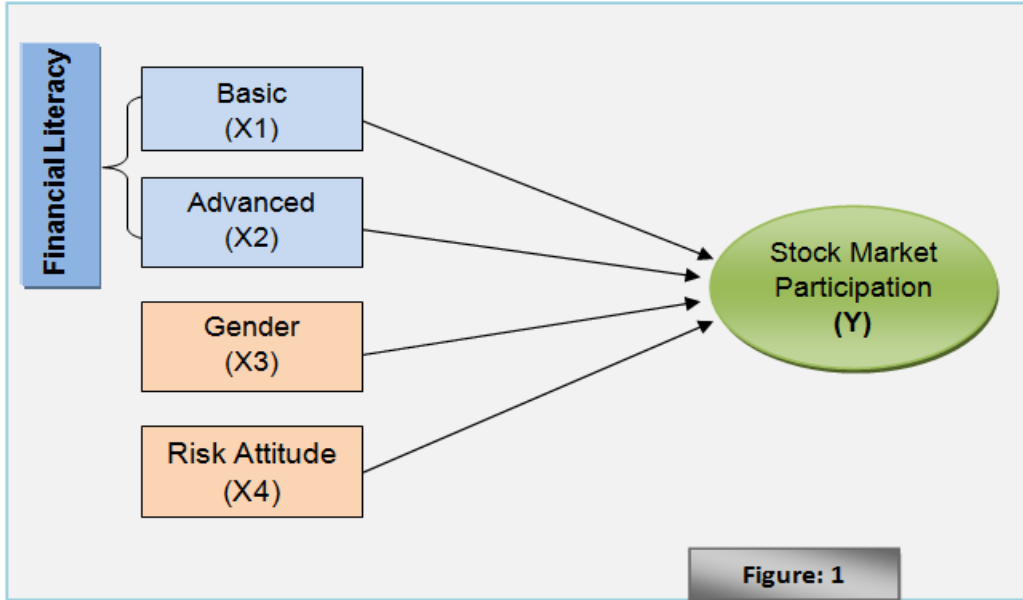 Financial Literacy
Basic
(X1)
Advanced
(X2)
Gender
(X3)
Risk Attitude
(X4)
Stock Market
Participation
(Y)
Figure: 1